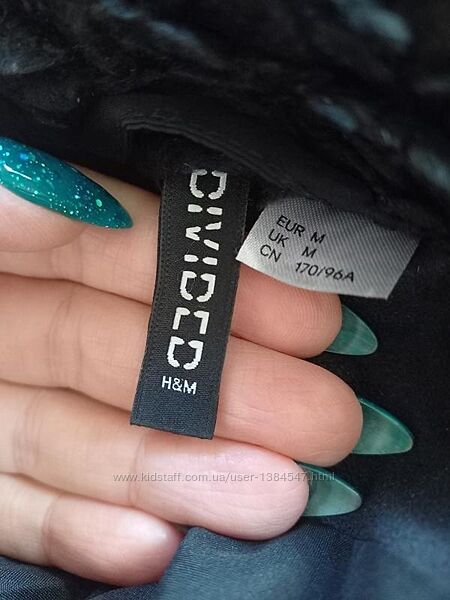 DIVIDED
H&M
EUR M
UK M
CN 170/96A
www.kidstaff.com.ua/user-1384547.html